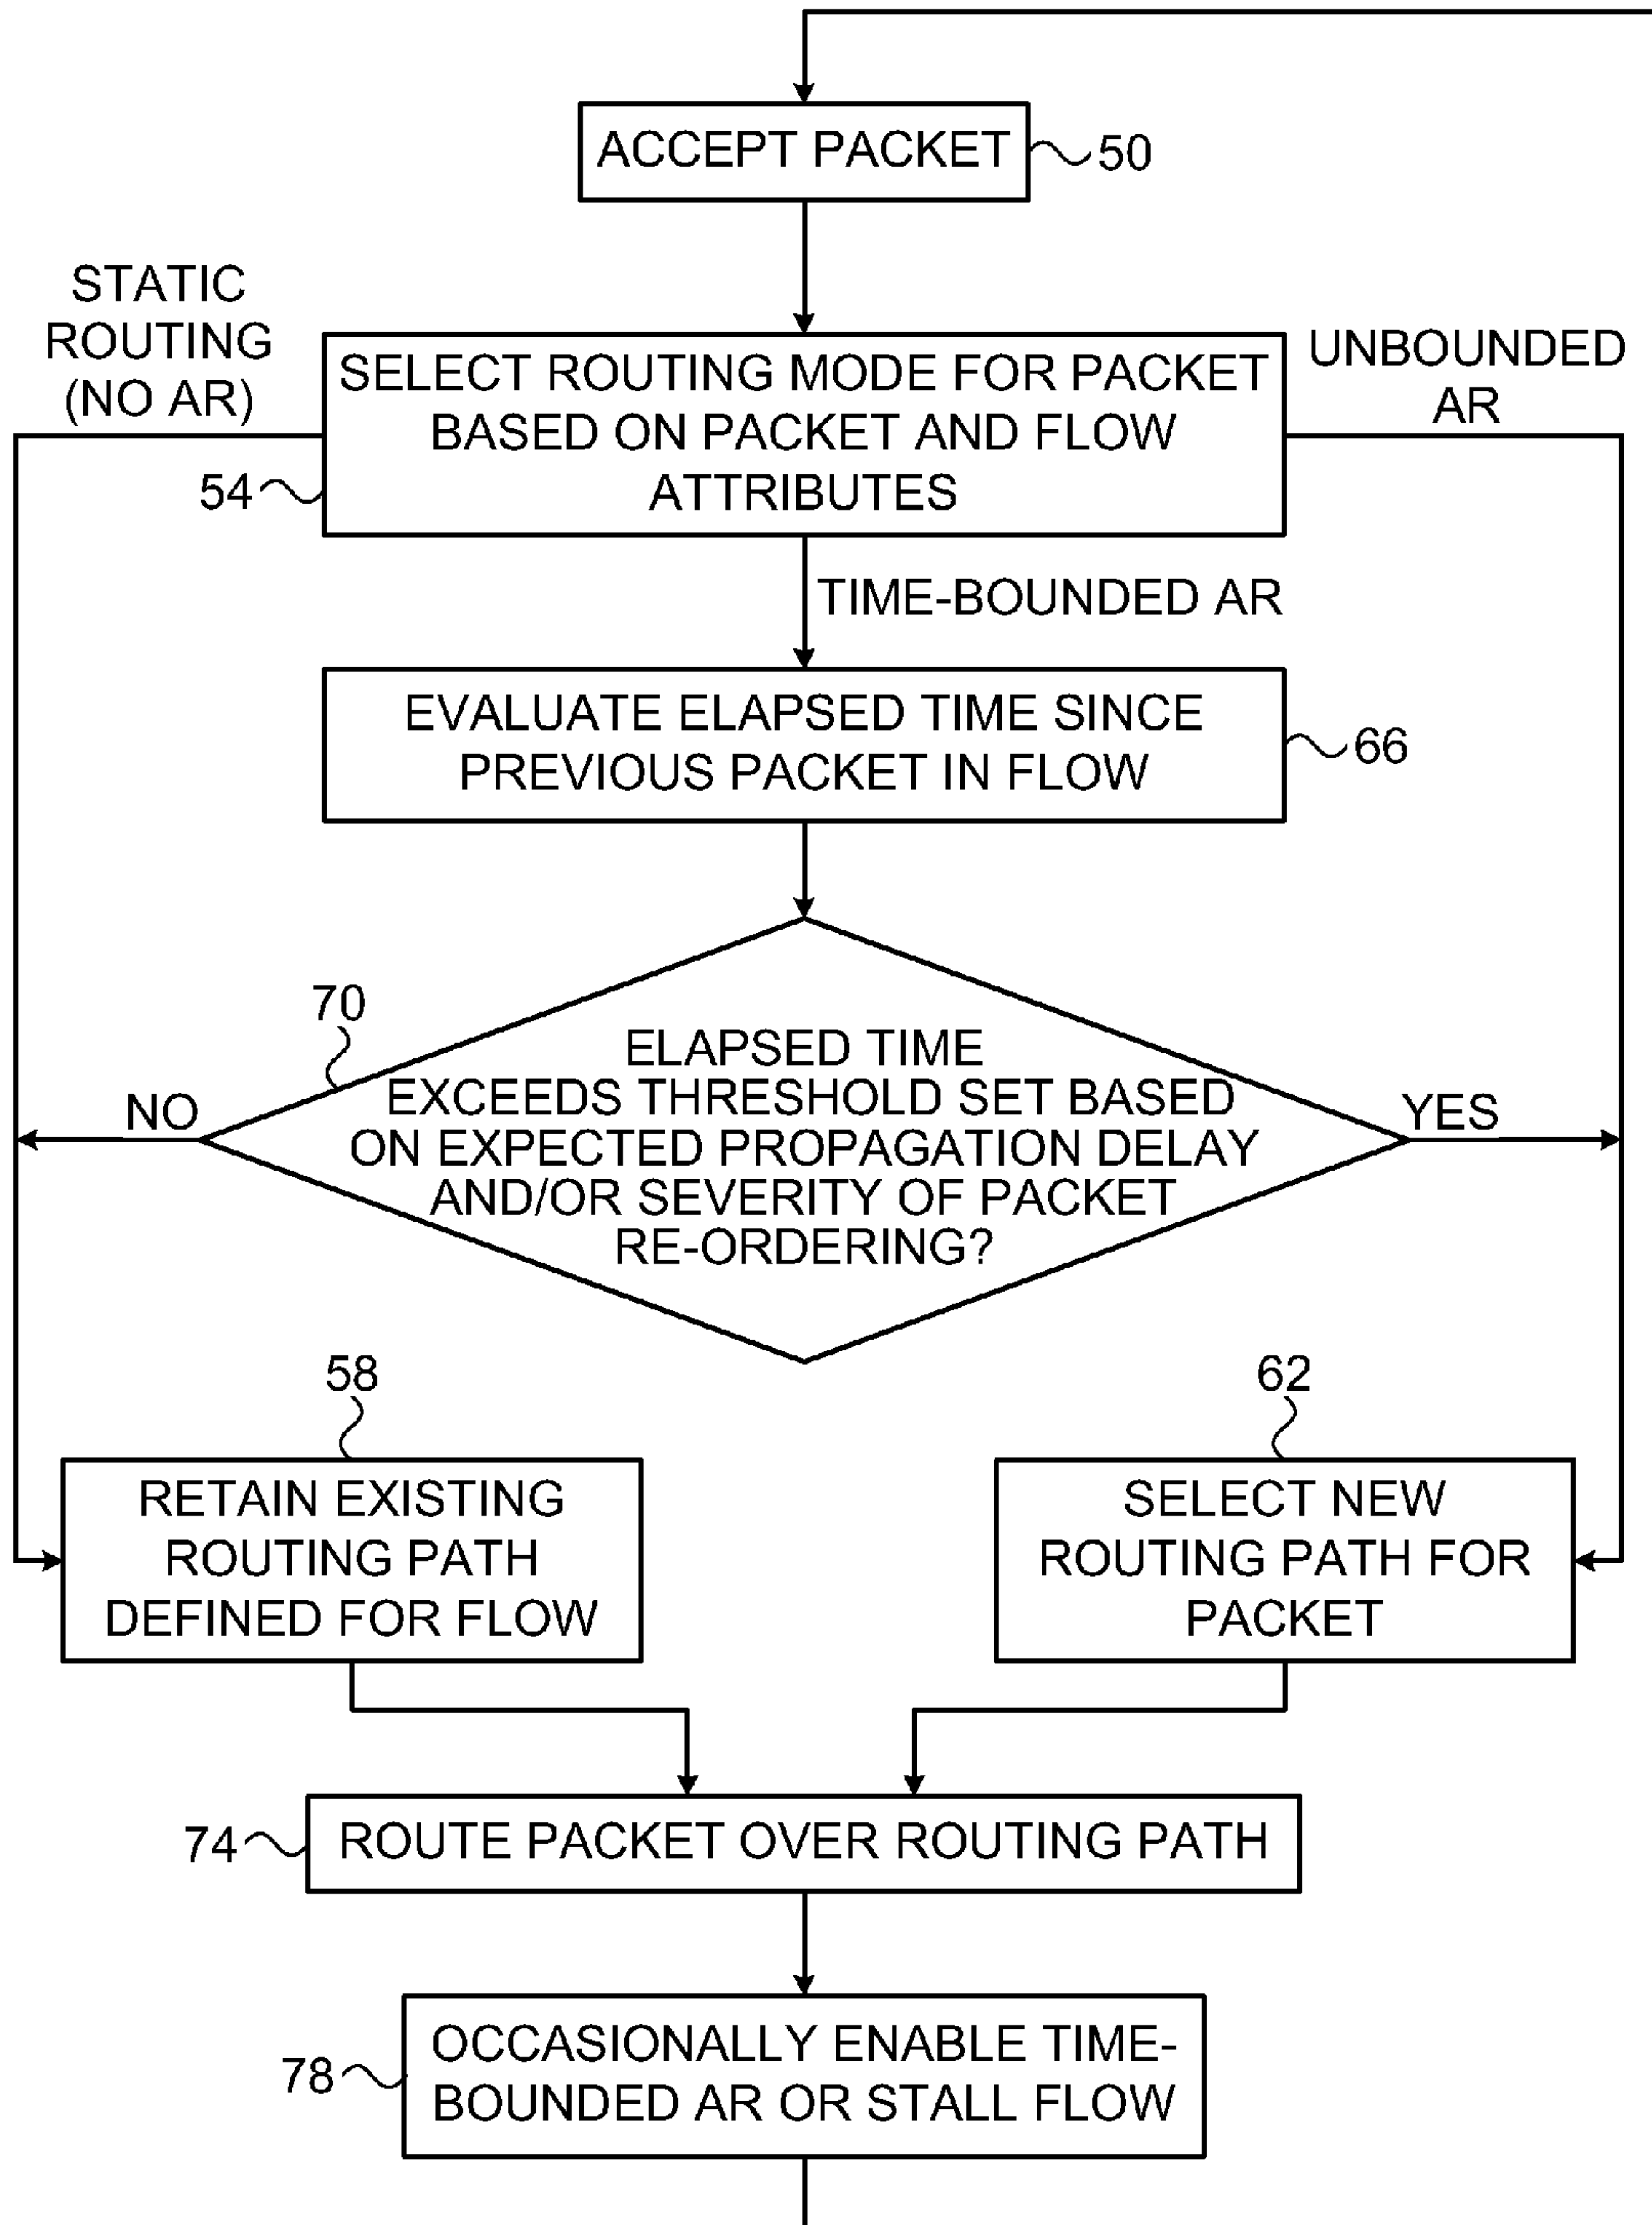 ACCEPT PACKET
50
STATIC
ROUTING
(NO AR)
SELECT ROUTING MODE FOR PACKET
BASED ON PACKET AND FLOW
ATTRIBUTES
54
UNBOUNDED
AR
TIME-BOUNDED AR
EVALUATE ELAPSED TIME SINCE
PREVIOUS PACKET IN FLOW
66
70
ELAPSED TIME
EXCEEDS THRESHOLD SET BASED
ON EXPECTED PROPAGATION DELAY
AND/OR SEVERITY OF PACKET
RE-ORDERING?
NO
YES
58
RETAIN EXISTING
ROUTING PATH
DEFINED FOR FLOW
62
SELECT NEW
ROUTING PATH FOR
PACKET
74
ROUTE PACKET OVER ROUTING PATH
78
OCCASIONALLY ENABLE TIME-
BOUNDED AR OR STALL FLOW